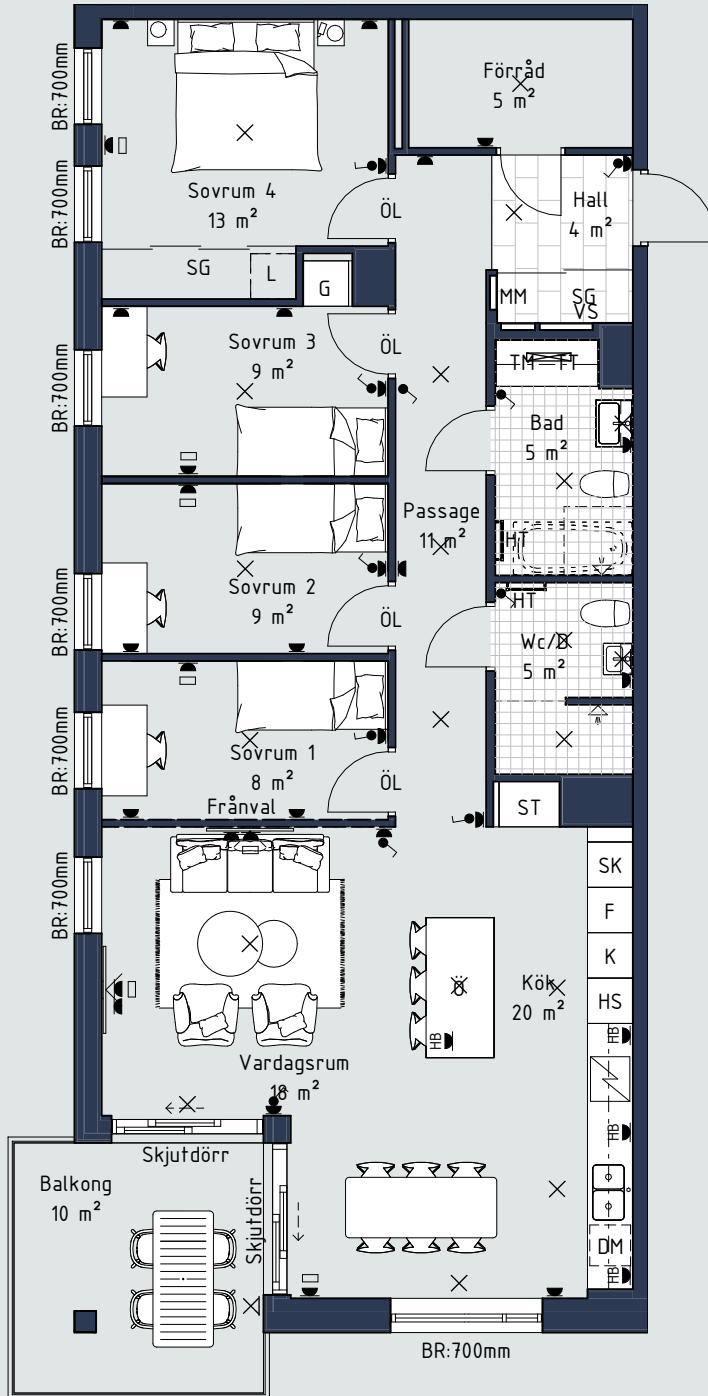 Förråd
5 m²
BR:700mm
Sovrum 4
13 m²
ÖL
Hall
4 m²
BR:700mm
SG
L
G
MM
SG
VS
Sovrum 3
9 m²
ÖL
TM
FT
BR:700mm
Bad
5 m²
Passage
11 m²
HT
Sovrum 2
9 m²
ÖL
HT
BR:700mm
Wc/D
5 m²
Sovrum 1
8 m²
ÖL
BR:700mm
Frånval
ST
SK
BR:700mm
F
K
Kök
20 m²
HS
Ö
HB
HB
Vardagsrum
18 m²
HB
Skjutdörr
Balkong
10 m²
Skjutdörr
DM
HB
BR:700mm